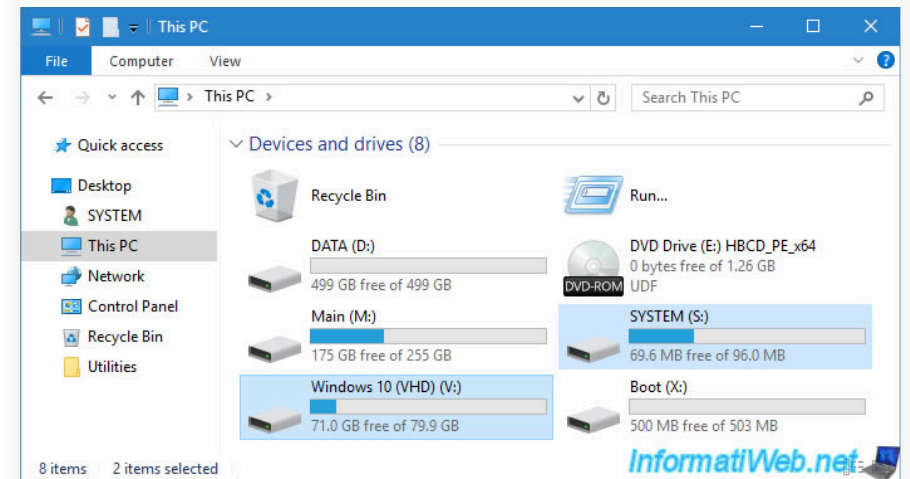 This PC
File Computer View
This PC
Search This PC
Quick access
Desktop
SYSTEM
This PC
Network
Control Panel
Recycle Bin
Utilities
Devices and drives (8)
Recycle Bin
Run...
DATA (D:)
499 GB free of 499 GB
DVD-ROM
DVD Drive (E:) HBCD_PE_x64
0 bytes free of 1.26 GB
UDF
Main (M:)
175 GB free of 255 GB
SYSTEM (S:)
69.6 MB free of 96.0 MB
Windows 10 (VHD) (V:)
71.0 GB free of 79.9 GB
Boot (X:)
500 MB free of 503 MB
8 items 2 items selected
InformatiWeb.net